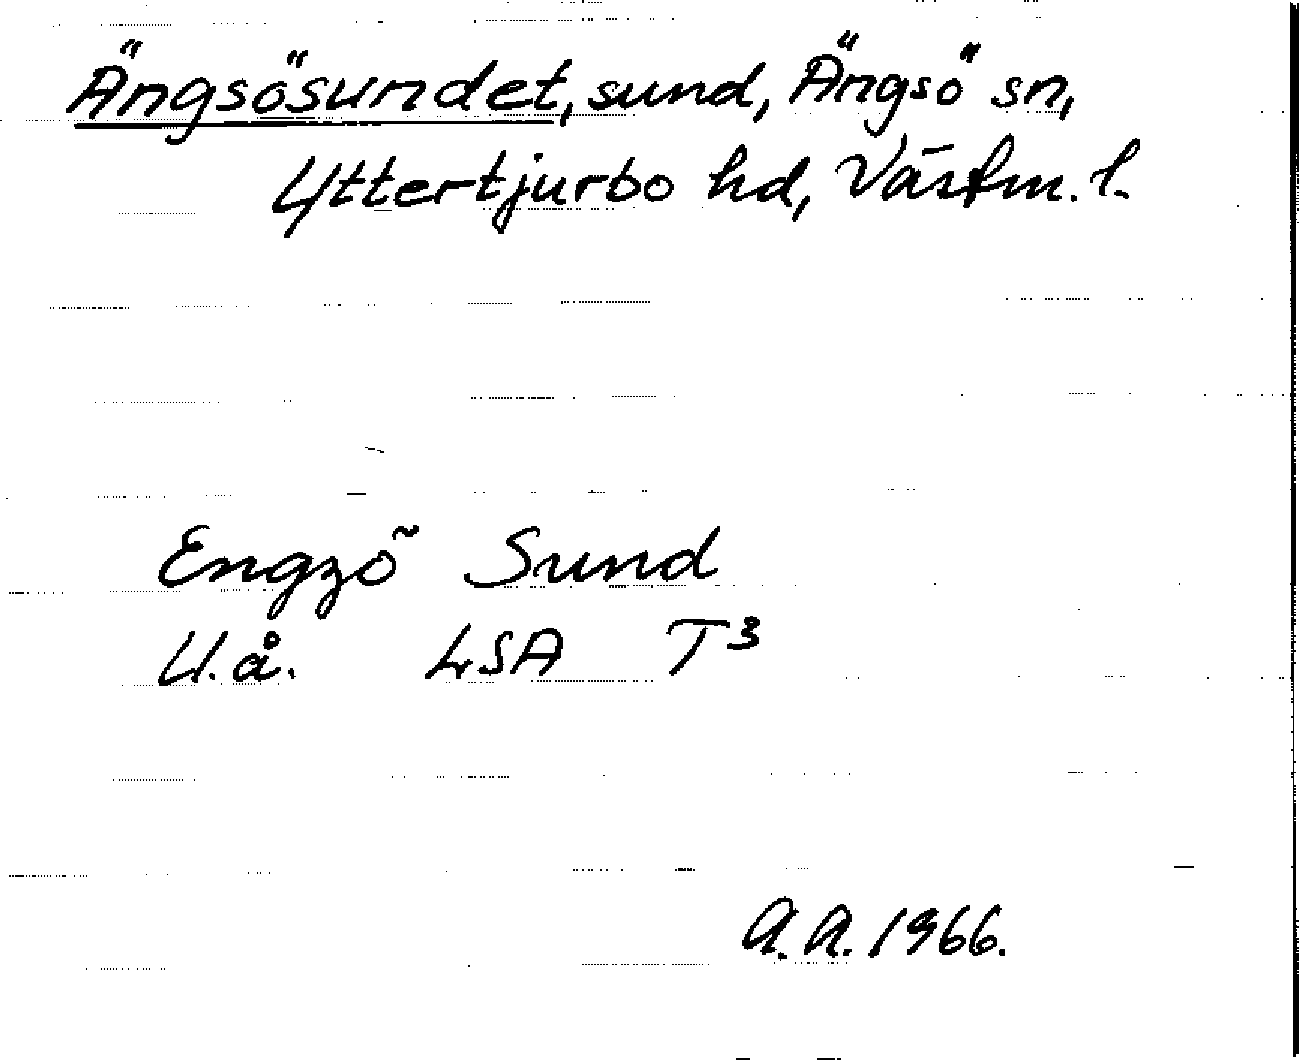 Ängsösundet, sund, Ängsö sn,
Yttertjurbo hd, Västm. l.
Engzö Sund
U.å. LSA T3
A.A. 1966.